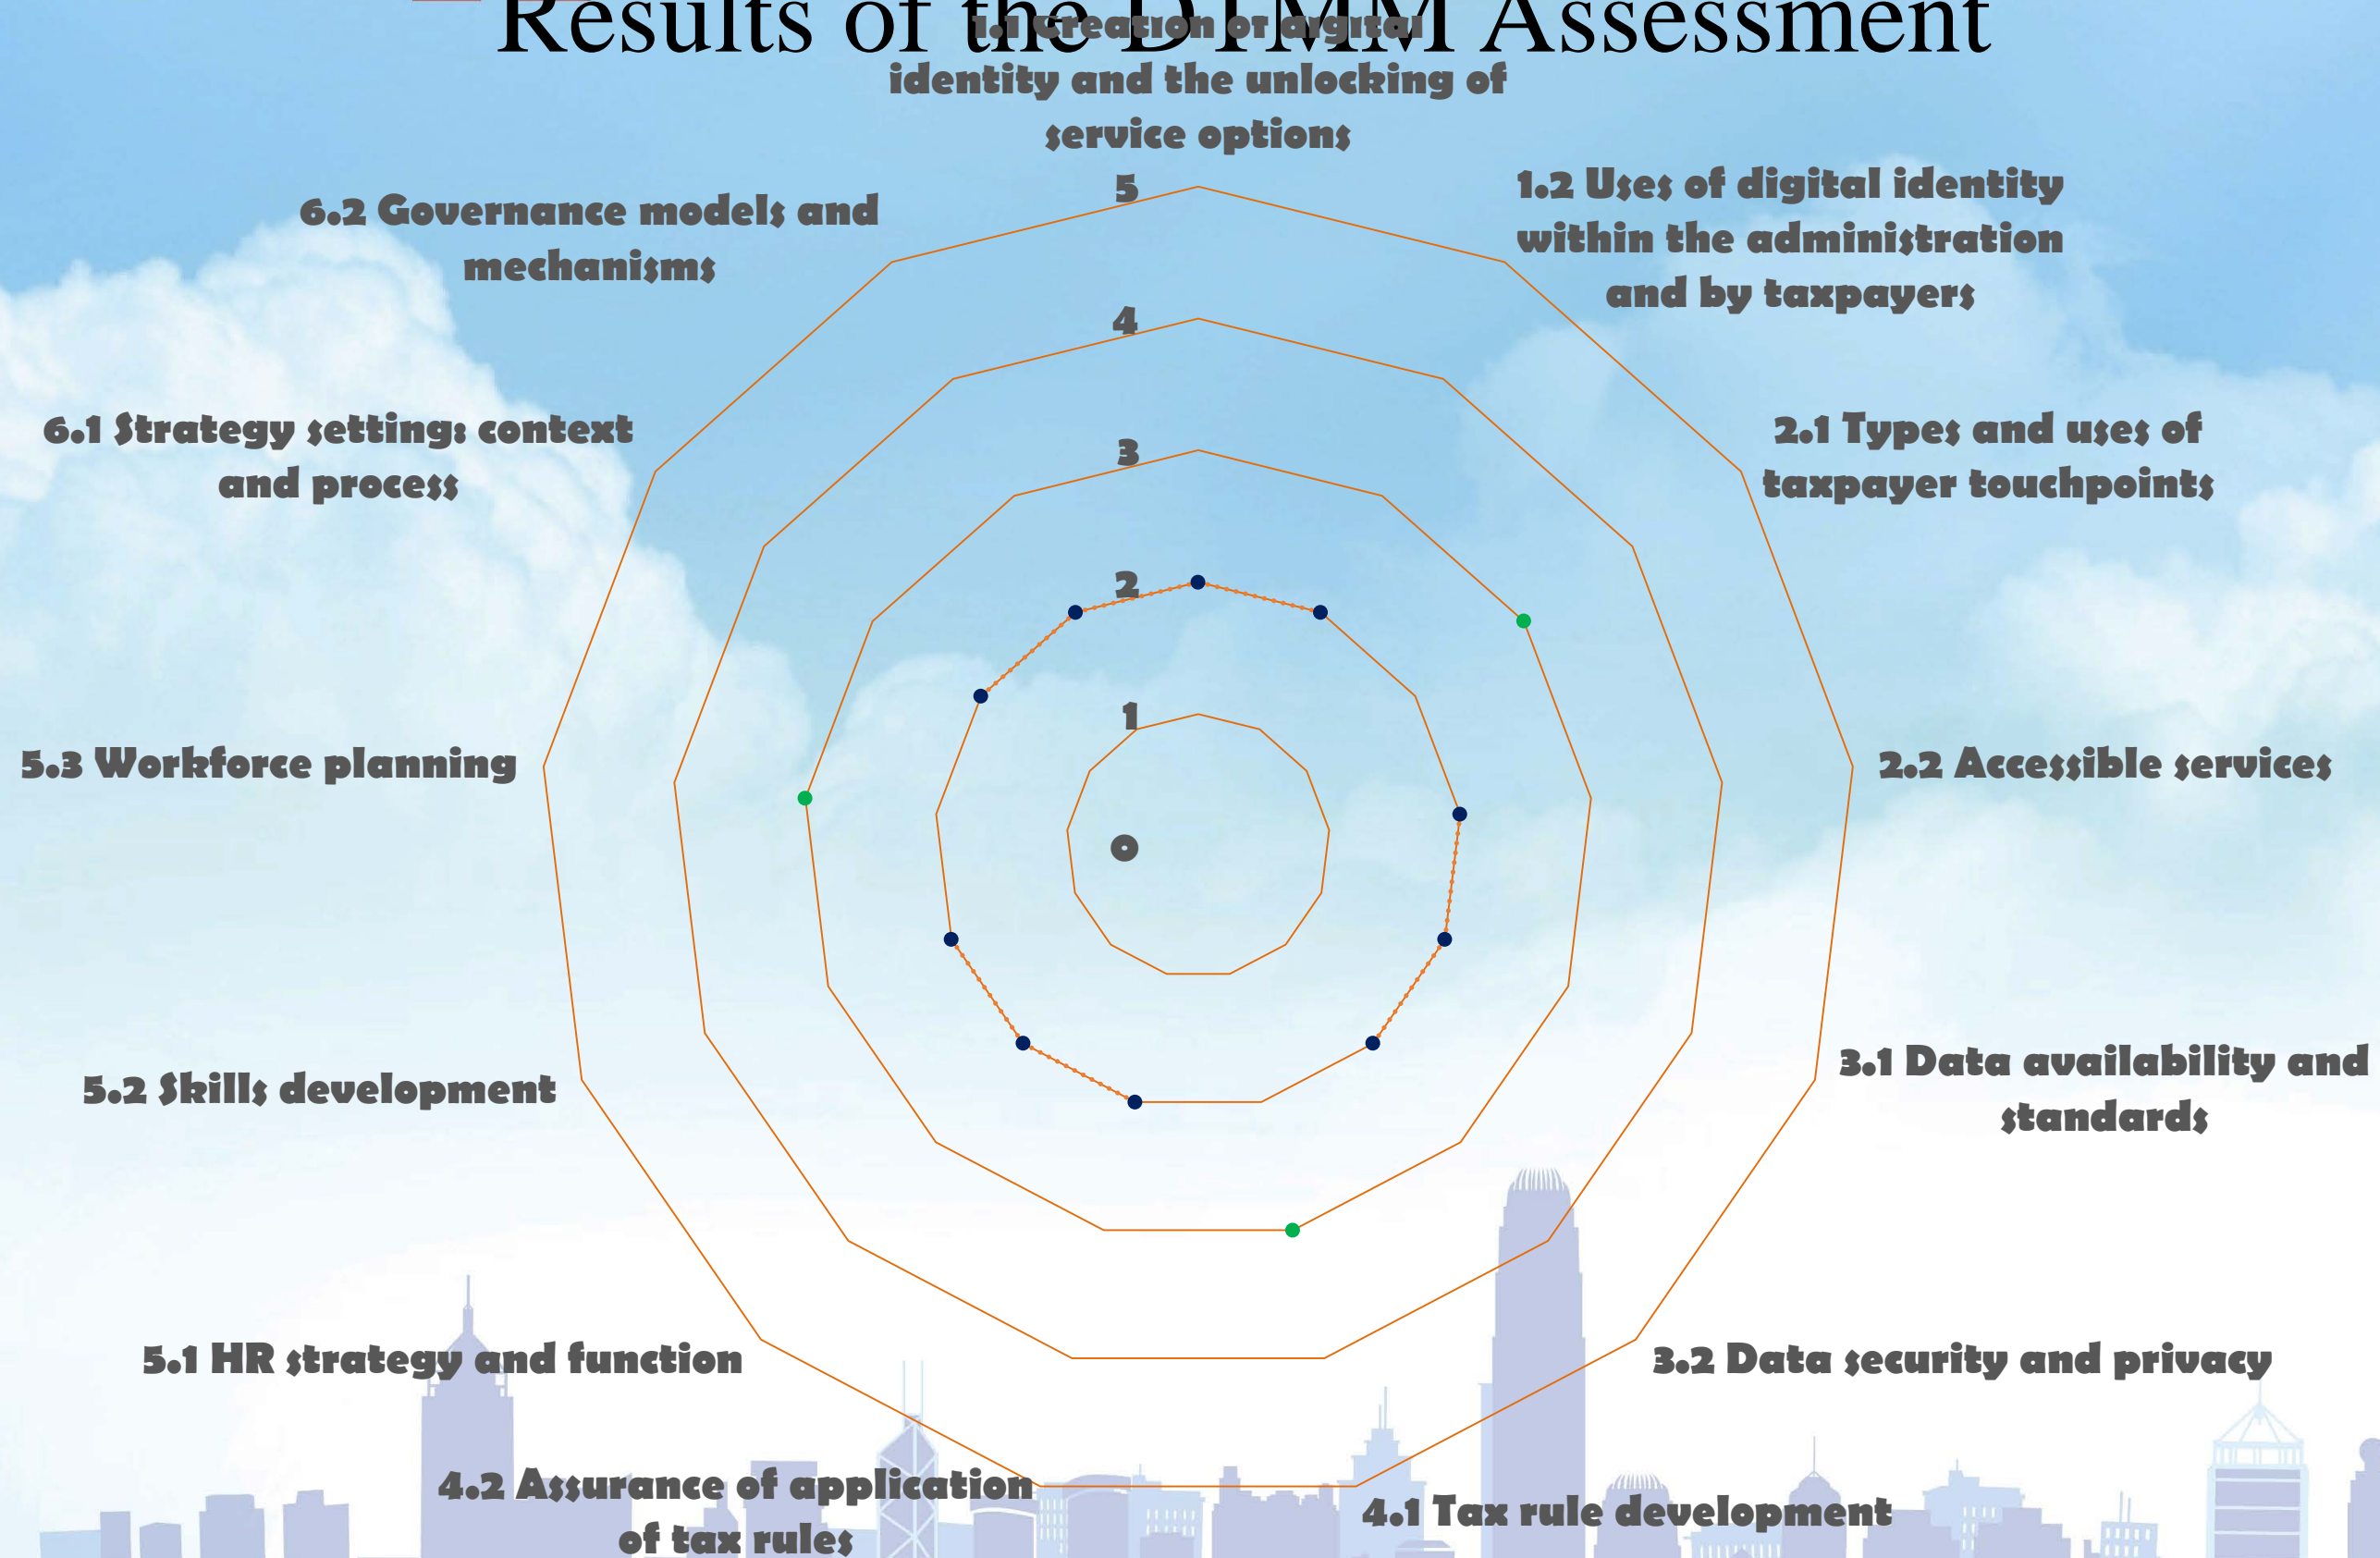 Results of the DTMM Assessment
1.1 Creation of digital
identity and the unlocking of
service options
5
1.2 Uses of digital identity
within the administration
and by taxpayers
6.2 Governance models and
mechanisms
4
6.1 Strategy setting: context
and process
2.1 Types and uses of
taxpayer touchpoints
3
2
1
5.3 Workforce planning
2.2 Accessible services
0
5.2 Skills development
3.1 Data availability and
standards
5.1 HR strategy and function
3.2 Data security and privacy
4.2 Assurance of application
of tax rules
4.1 Tax rule development